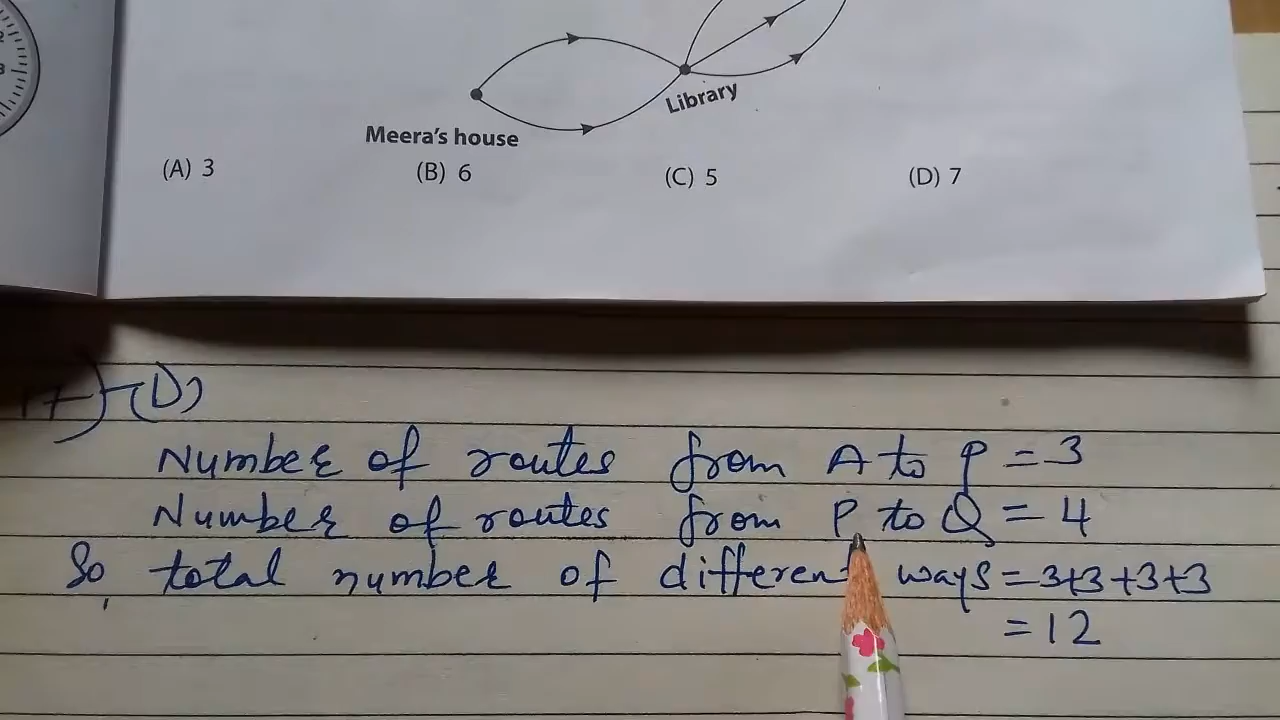 Library
Meera's house
(A) 3 (B) 6 (C) 5 (D) 7
(D)
Number of routes from A to P = 3
Number of routes from P to Q = 4
So, total number of different ways = 3+3+3+3
= 12